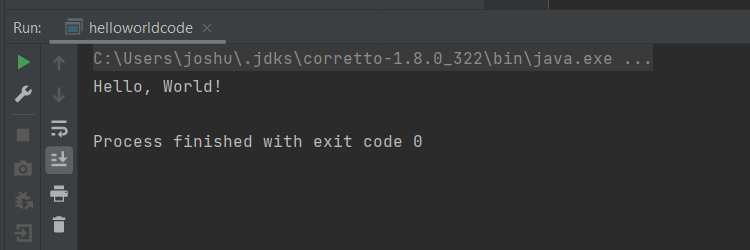 Run: helloworldcode
C:\Users\joshu\.jdks\corretto-1.8.0_322\bin\java.exe ...
Hello, World!
Process finished with exit code 0